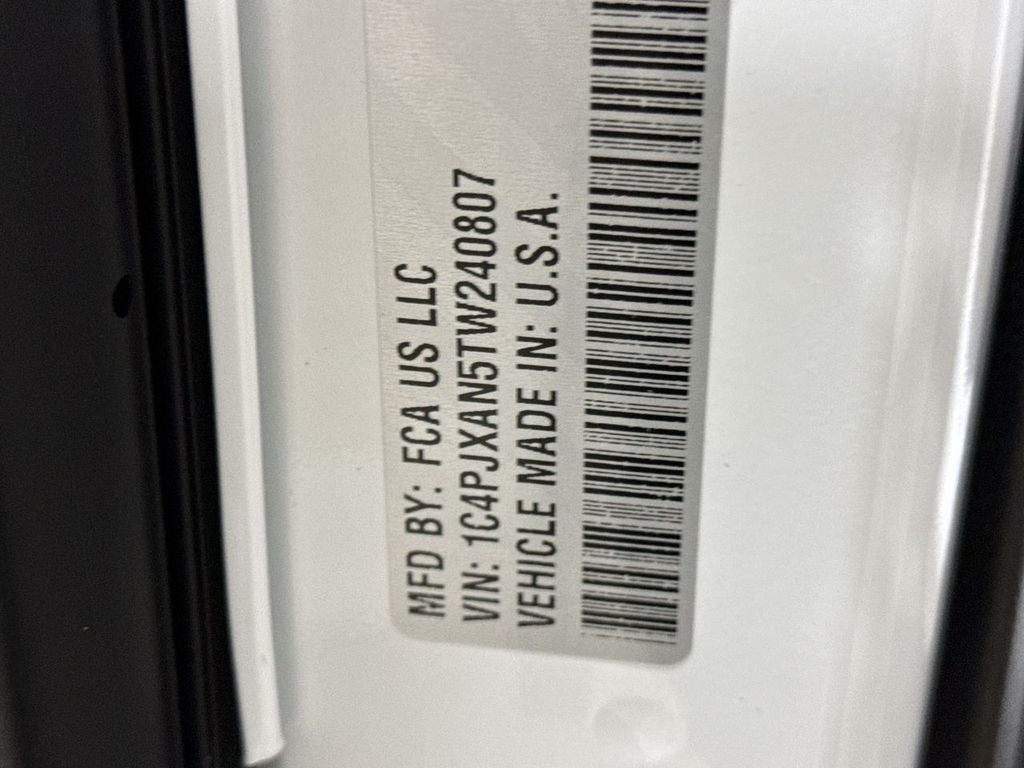 MFD BY: FCA US LLC
VIN: 1C4PJXAN5TW240807
VEHICLE MADE IN: U.S.A.